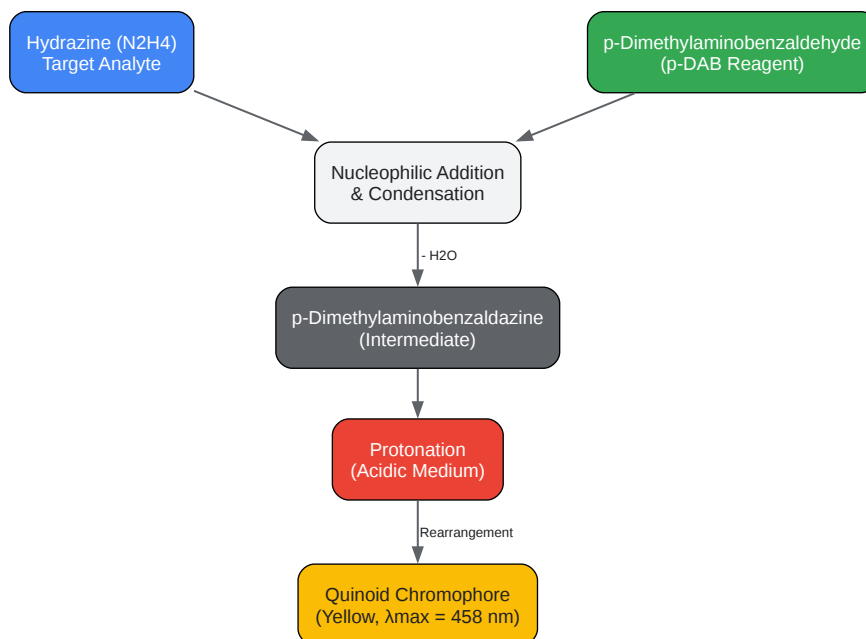 Hydrazine (N2H4)
Target Analyte
p-Dimethylaminobenzaldehyde
(p-DAB Reagent)
Nucleophilic Addition
& Condensation
- H2O
p-Dimethylaminobenzaldazine
(Intermediate)
Protonation
(Acidic Medium)
Rearrangement
Quinoid Chromophore
(Yellow, λmax = 458 nm)